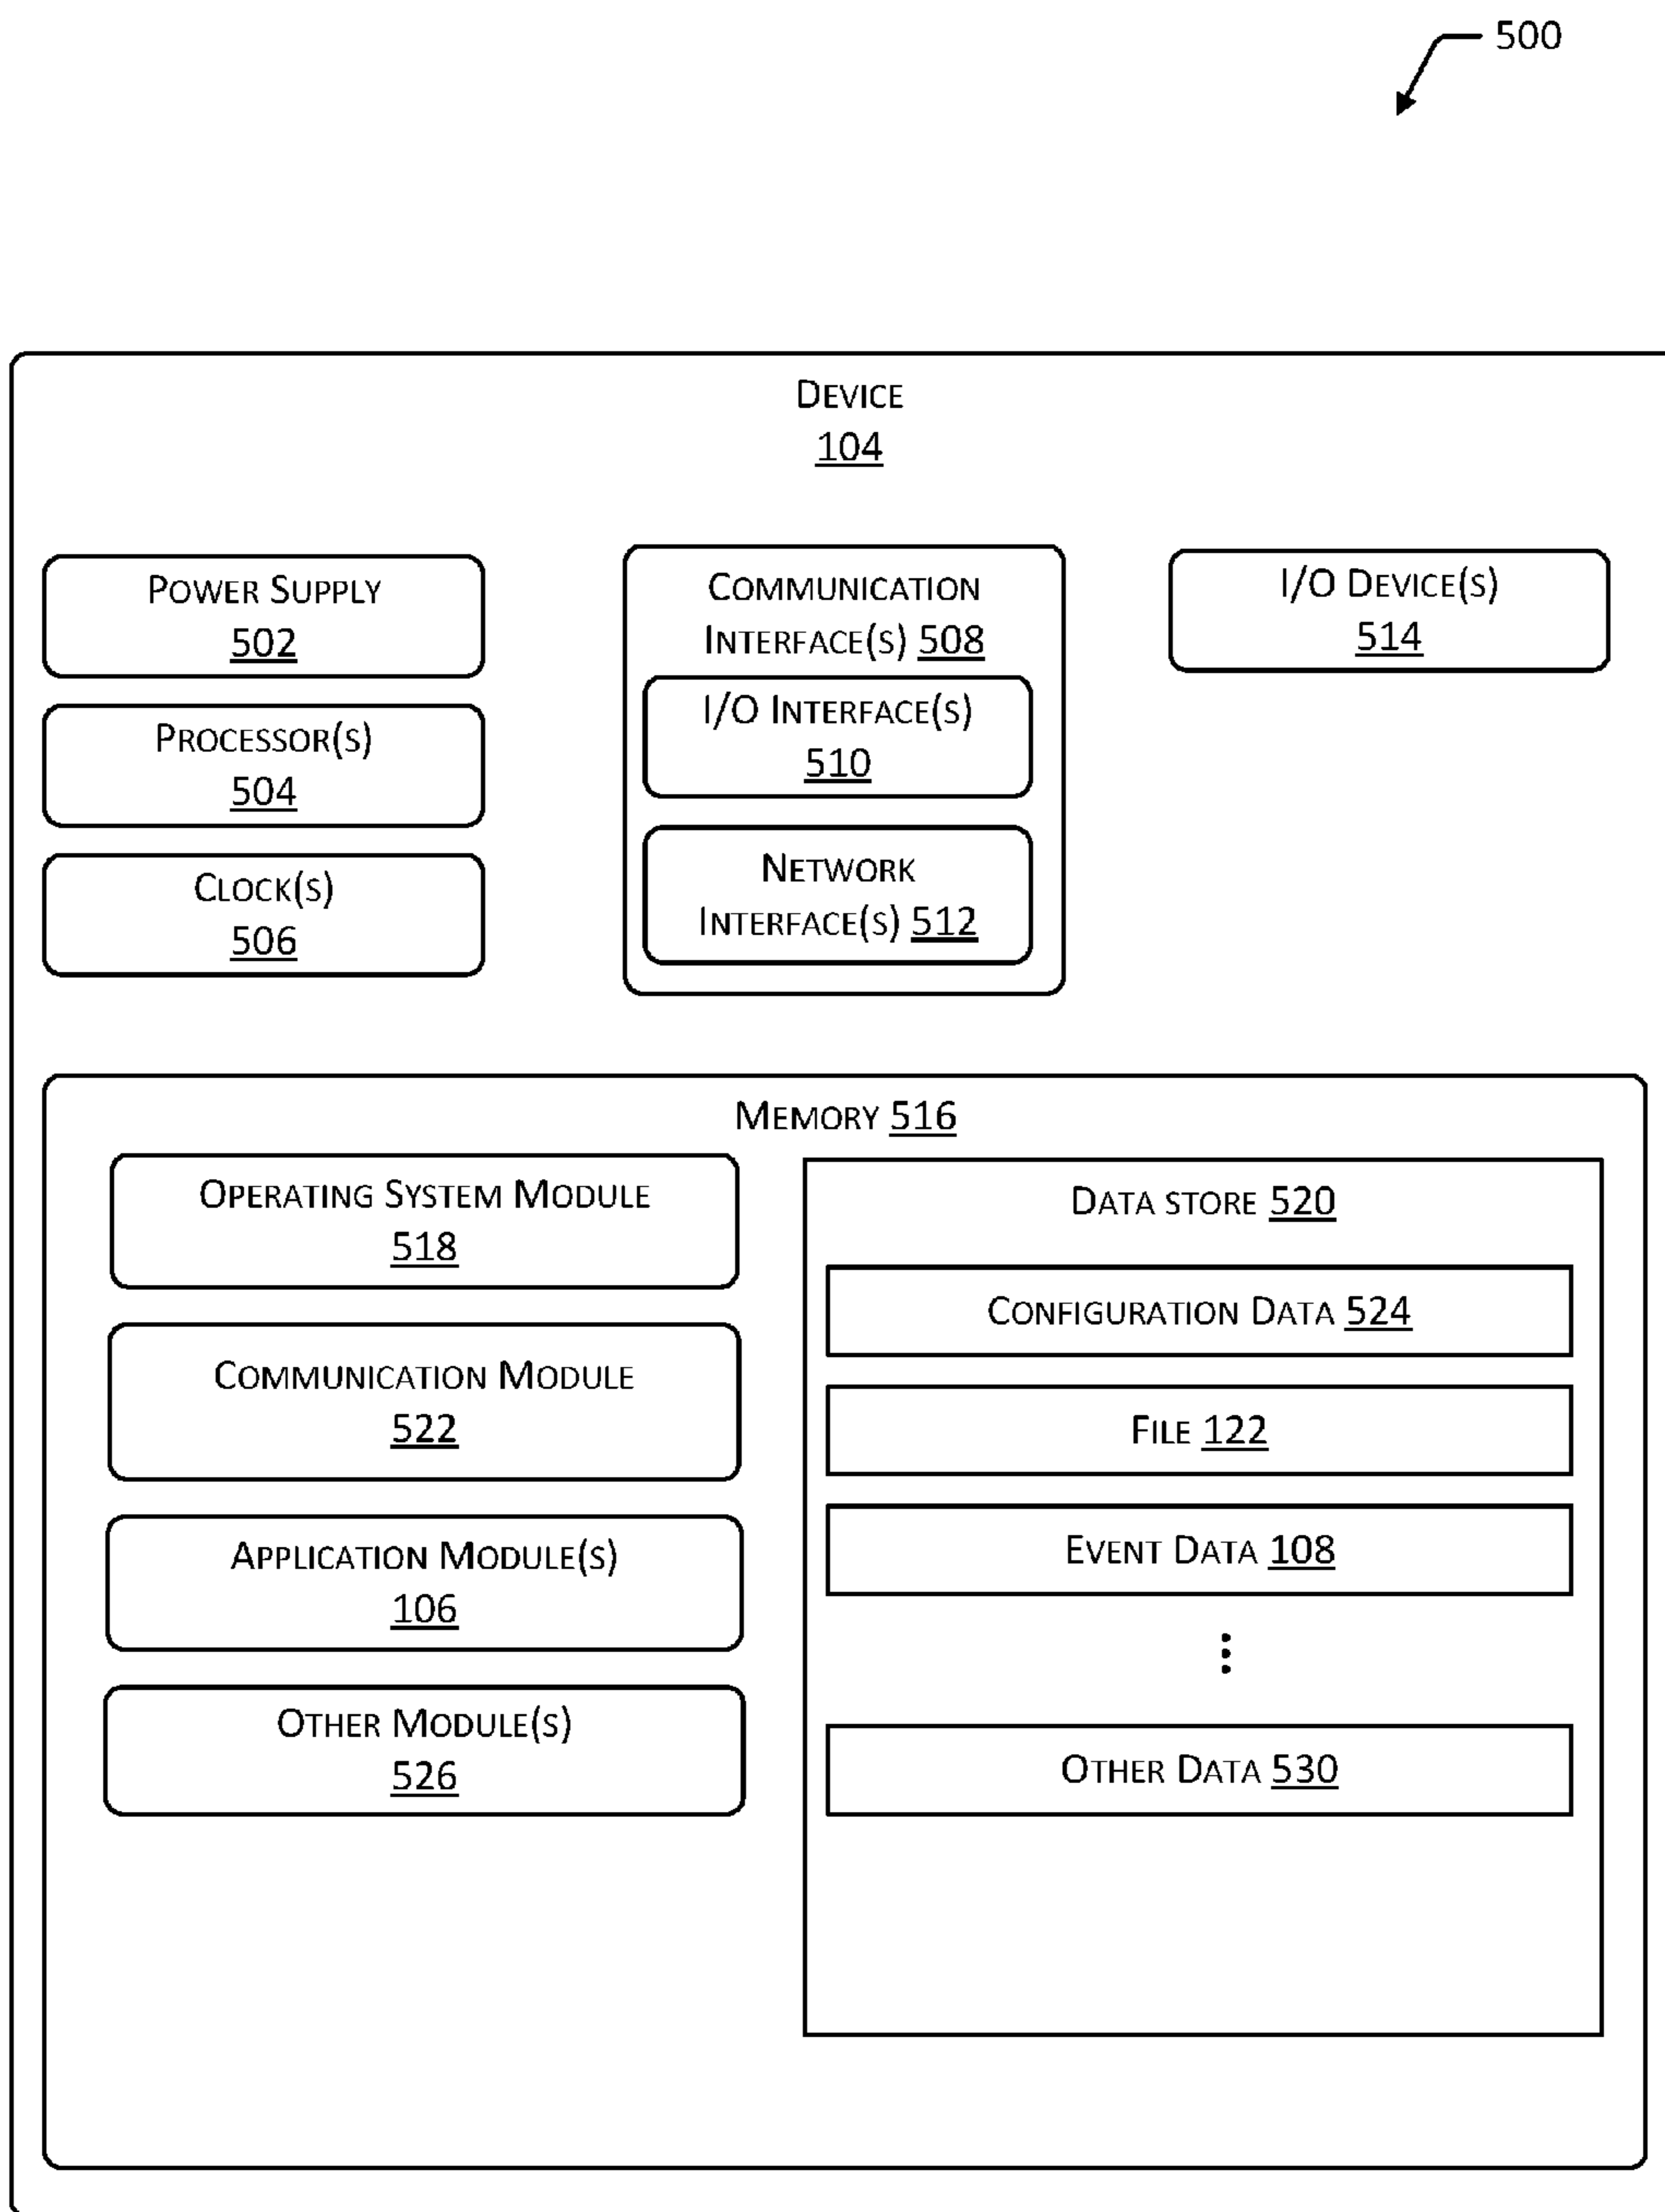 500
DEVICE
104
POWER SUPPLY
502
PROCESSOR(S)
504
CLOCK(S)
506
COMMUNICATION
INTERFACE(S) 508
I/O INTERFACE(S)
510
NETWORK
INTERFACE(S) 512
I/O DEVICE(S)
514
MEMORY 516
OPERATING SYSTEM MODULE
518
COMMUNICATION MODULE
522
APPLICATION MODULE(S)
106
OTHER MODULE(S)
526
DATA STORE 520
CONFIGURATION DATA 524
FILE 122
EVENT DATA 108
OTHER DATA 530